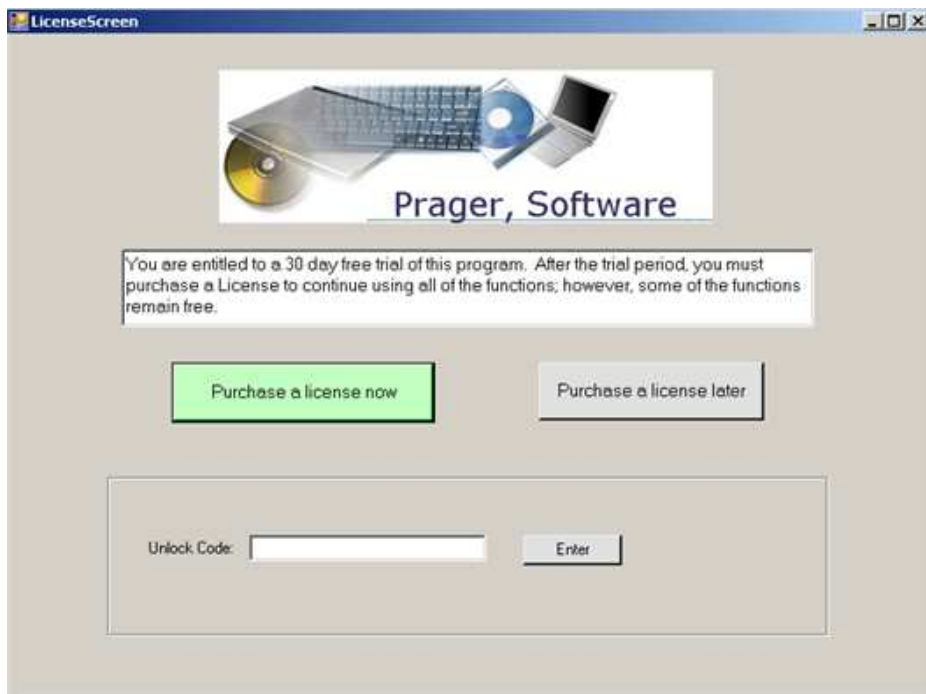 LicenseScreen
Prager, Software
You are entitled to a 30 day free trial of this program.  After the trial period, you must
purchase a License to continue using all of the functions; however, some of the functions
remain free.
Purchase a license now
Purchase a license later
Unlock Code:
Enter